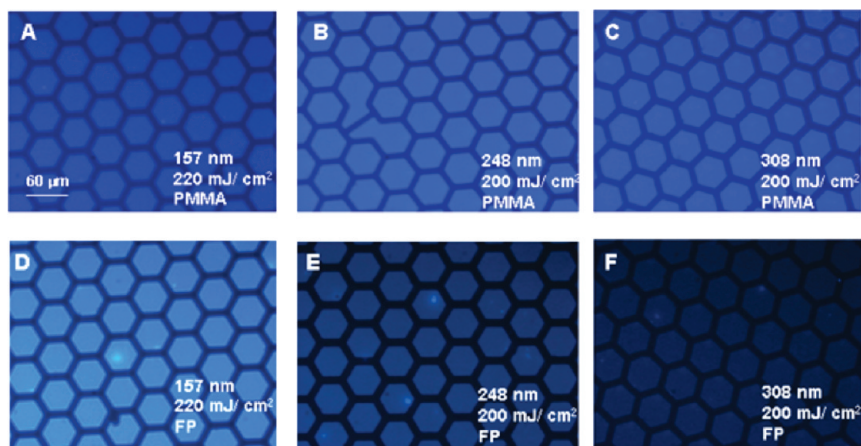 A
157 nm
220 mJ/ cm²
PMMA
60 µm
B
248 nm
200 mJ/ cm²
PMMA
C
308 nm
200 mJ/ cm²
PMMA
D
157 nm
220 mJ/ cm²
FP
E
248 nm
200 mJ/ cm²
FP
F
308 nm
200 mJ/ cm²
FP